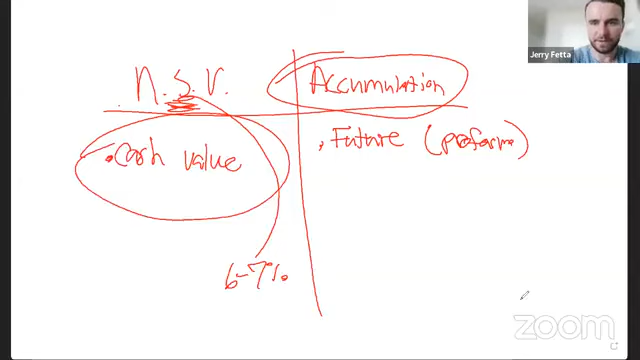 Jerry Fetta
n.s.v.
Accumulation
. cash value
. Future (proforma)
6-7%.
zoom